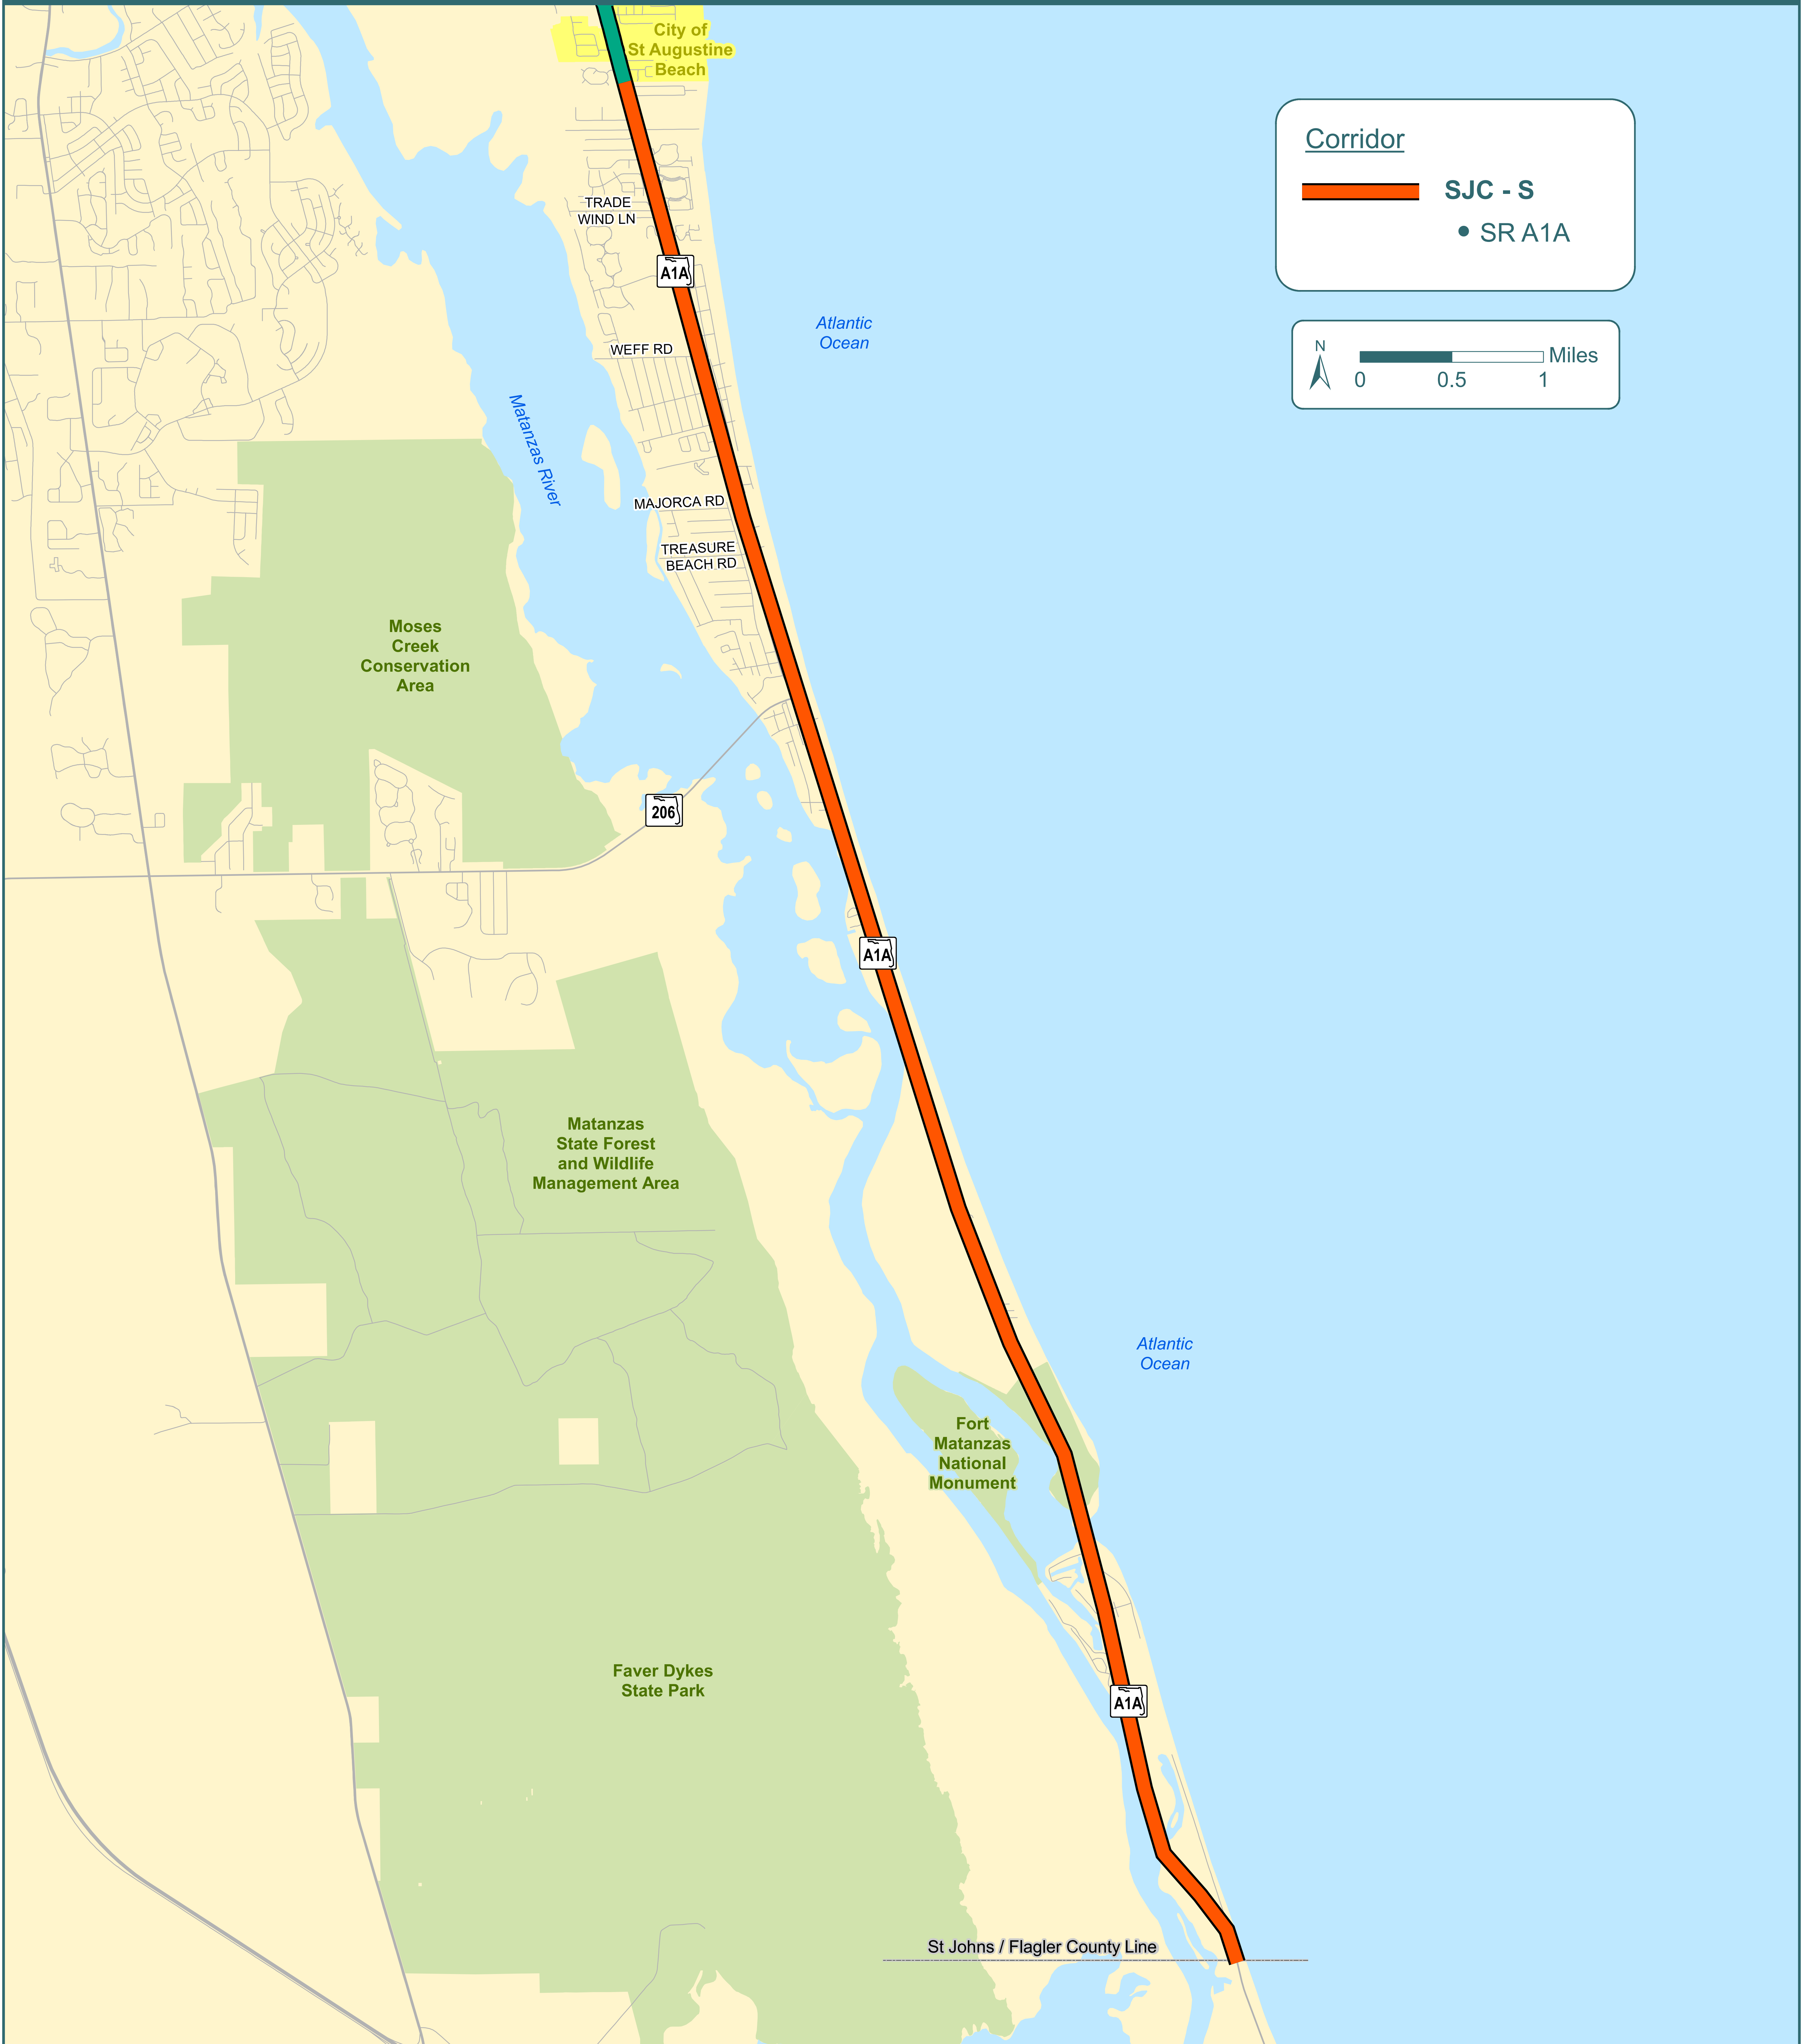 City of
St Augustine
Beach
Corridor
SJC - S
• SR A1A
N
Miles
0
0.5
1
TRADE
WIND LN
A1A
Atlantic
Ocean
WEFF RD
Matanzas River
MAJORCA RD
TREASURE
BEACH RD
Moses
Creek
Conservation
Area
206
A1A
Matanzas
State Forest
and Wildlife
Management Area
Atlantic
Ocean
Fort
Matanzas
National
Monument
Faver Dykes
State Park
A1A
St Johns / Flagler County Line